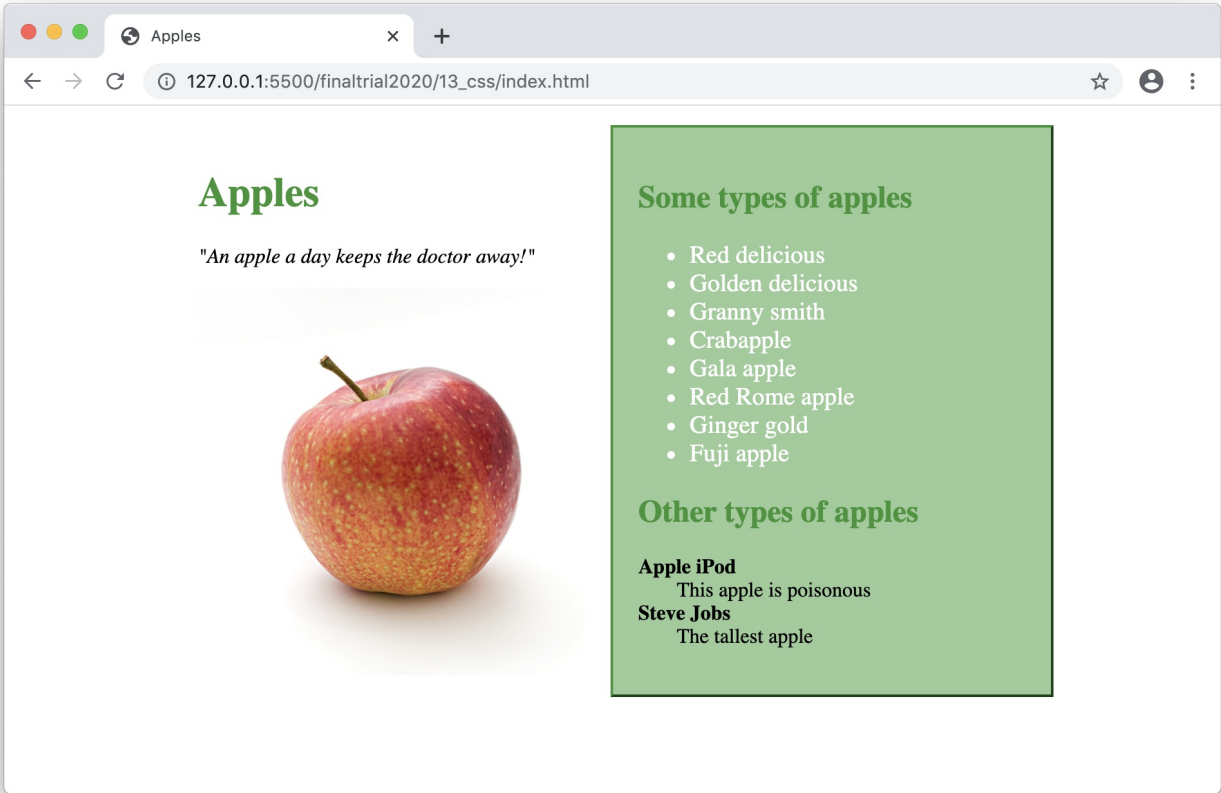 Apples
127.0.0.1:5500/finaltrial2020/13_css/index.html
Apples
"An apple a day keeps the doctor away!"
Some types of apples
Red delicious
Golden delicious
Granny smith
Crabapple
Gala apple
Red Rome apple
Ginger gold
Fuji apple
Other types of apples
Apple iPod
This apple is poisonous
Steve Jobs
The tallest apple